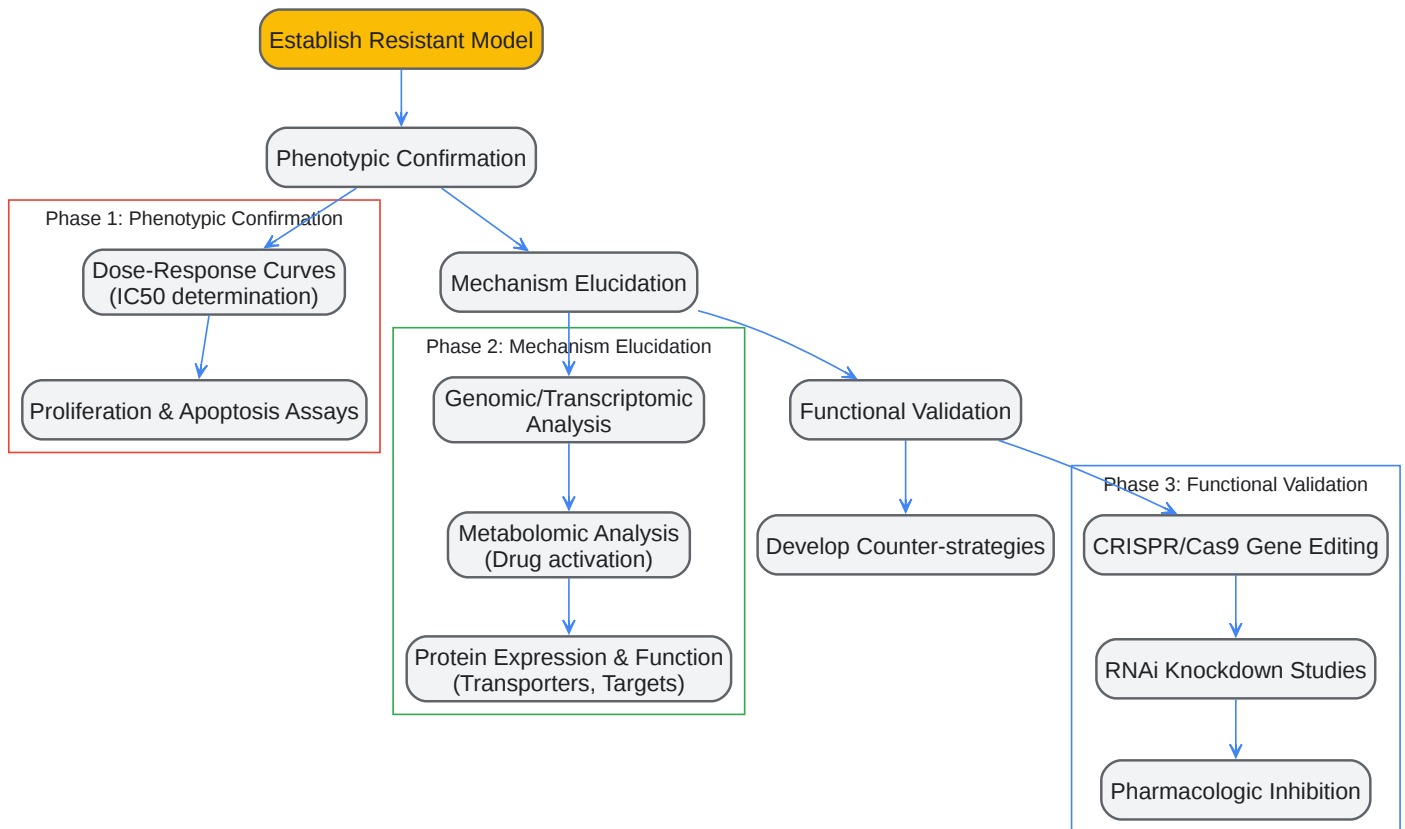 Establish Resistant Model
Phenotypic Confirmation
Phase 1: Phenotypic Confirmation
Dose-Response Curves
(IC50 determination)
Proliferation & Apoptosis Assays
Mechanism Elucidation
Phase 2: Mechanism Elucidation
Genomic/Transcriptomic
Analysis
Metabolomic Analysis
(Drug activation)
Protein Expression & Function
(Transporters, Targets)
Functional Validation
Develop Counter-strategies
Phase 3: Functional Validation
CRISPR/Cas9 Gene Editing
RNAi Knockdown Studies
Pharmacologic Inhibition